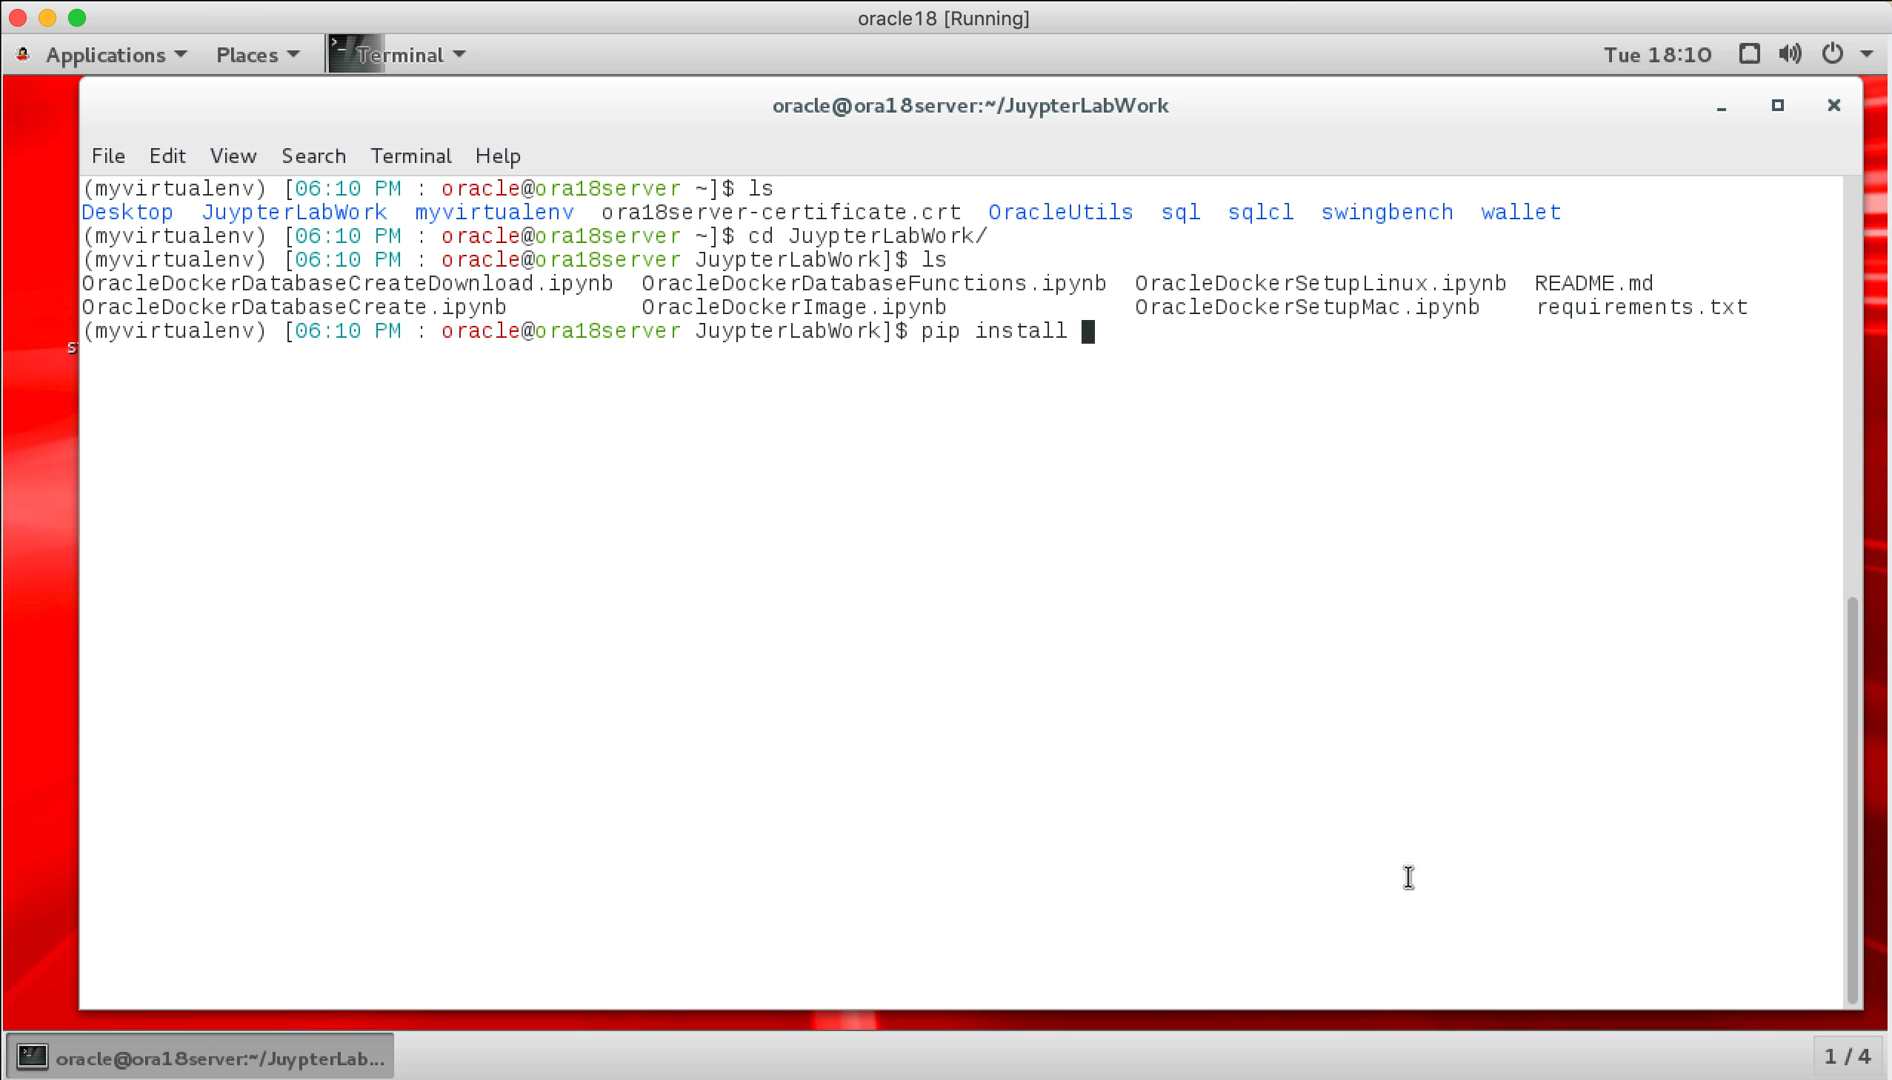 oracle18 [Running]
Applications Places Terminal Tue 18:10
oracle@ora18server:~/JuypterLabWork
File Edit View Search Terminal Help
(myvirtualenv) [06:10 PM : oracle@ora18server ~]$ ls
Desktop JuypterLabWork myvirtualenv ora18server-certificate.crt OracleUtils sql sqlcl swingbench wallet
(myvirtualenv) [06:10 PM : oracle@ora18server ~]$ cd JuypterLabWork/
(myvirtualenv) [06:10 PM : oracle@ora18server JuypterLabWork]$ ls
OracleDockerDatabaseCreateDownload.ipynb OracleDockerDatabaseFunctions.ipynb OracleDockerSetupLinux.ipynb README.md
OracleDockerDatabaseCreate.ipynb OracleDockerImage.ipynb OracleDockerSetupMac.ipynb requirements.txt
(myvirtualenv) [06:10 PM : oracle@ora18server JuypterLabWork]$ pip install
s
oracle@ora18server:~/JuypterLab... 1 / 4